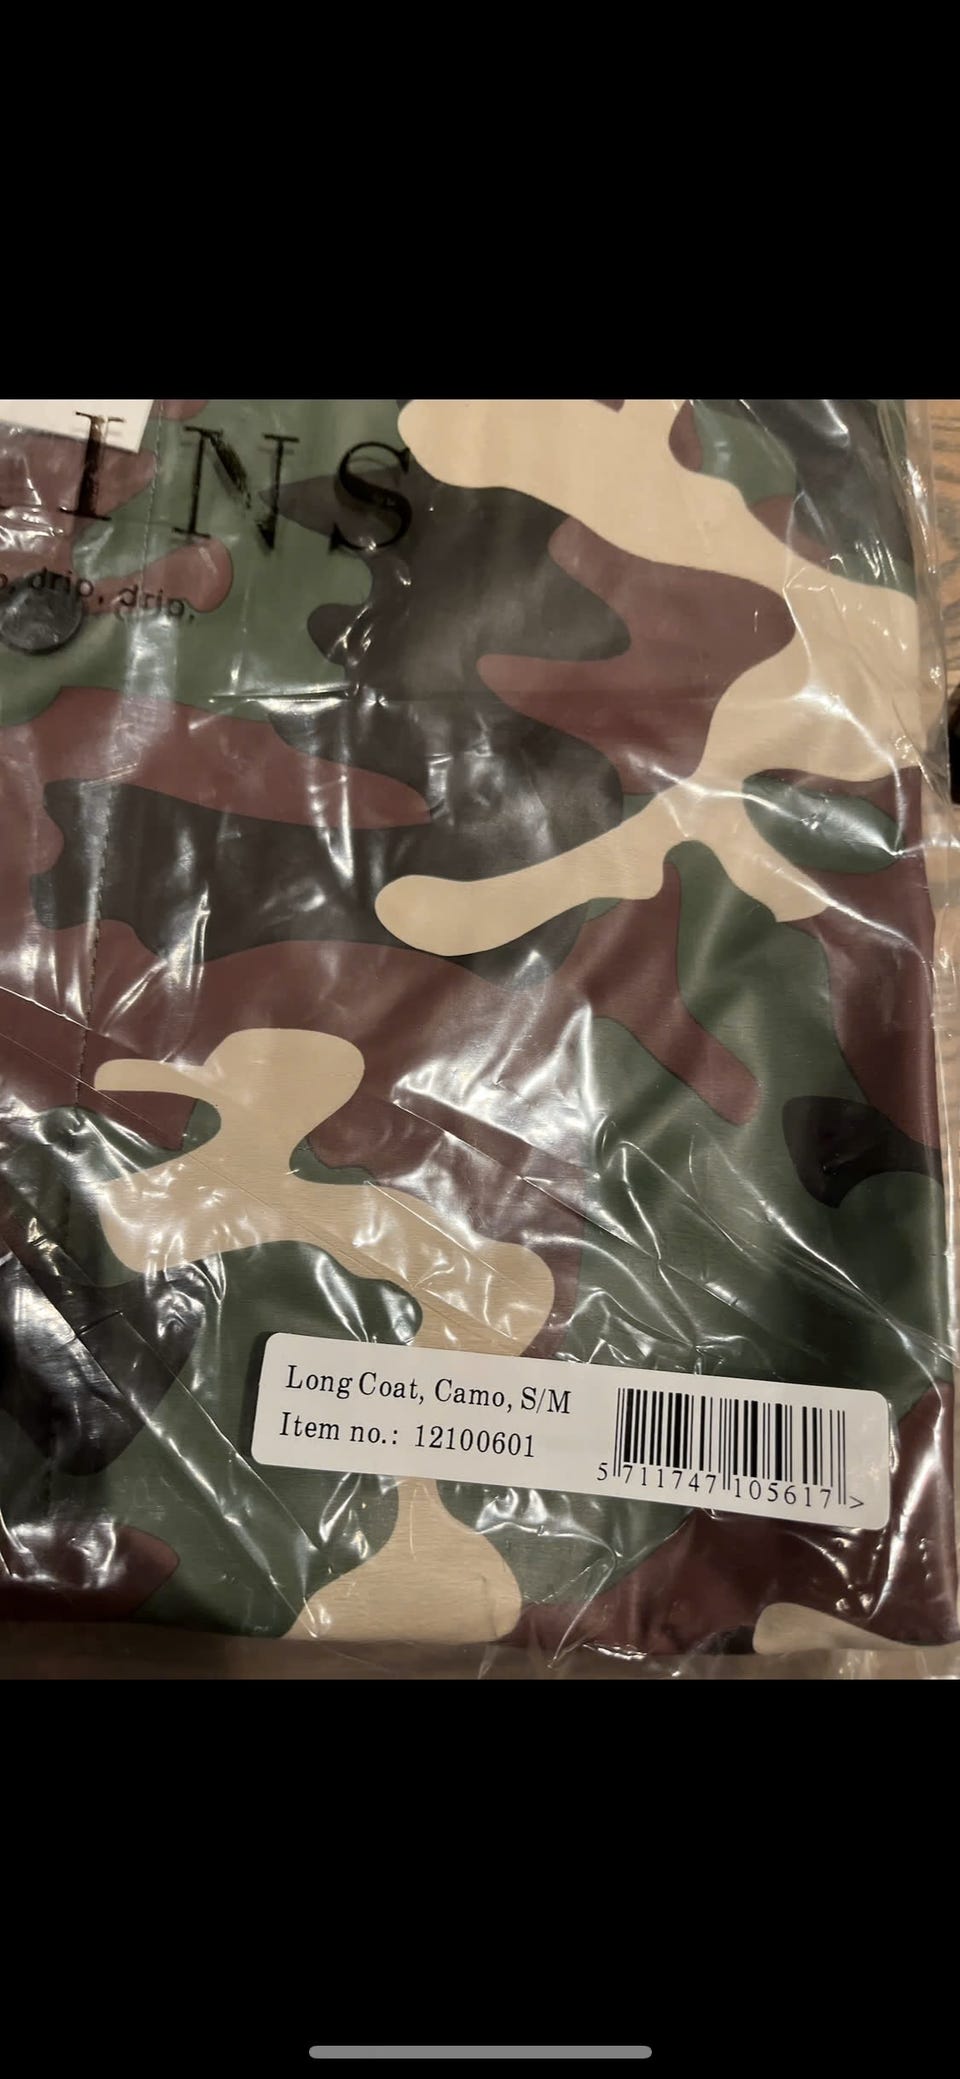 INS
drip, drip.
Long Coat, Camo, S/M
Item no.: 12100601
5 711747 105617 >